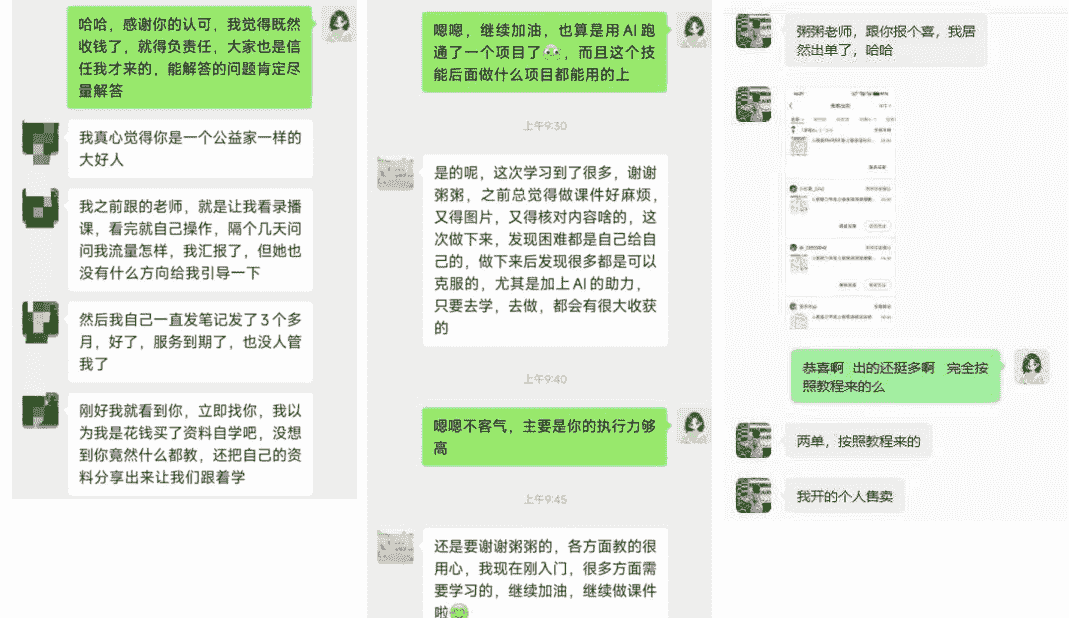 哈哈，感谢你的认可，我觉得既然
收钱了，就得负责任，大家也是信
任我才来的，能解答的问题肯定尽
量解答
我真心觉得你是一个公益家一样的
大好人
我之前跟的老师，就是让我看录播
课，看完就自己操作，隔个几天问
问我流量怎样，我汇报了，但她也
没有什么方向给我引导一下
然后我自己一直发笔记发了3个多
月，好了，服务到期了，也没人管
我了
刚好我就看到你，立即找你，我以
为我是花钱买了资料自学吧，没想
到你竟然什么都教，还把自己的资
料分享出来让我们跟着学
嗯嗯，继续加油，也算是用AI跑
通了一个项目了，而且这个技
能后面做什么项目都能用的上
上午9:30
是的呢，这次学习到了很多，谢谢
粥粥，之前总觉得做课件好麻烦，
又得图片，又得核对内容啥的，这
次做下来，发现困难都是自己给自
己的，做下来后发现很多都是可以
克服的，尤其是加上AI的助力，
只要去学，去做，都会有很大收获
的
上午9:40
嗯嗯不客气，主要是你的执行力够
高
上午9:45
还是要谢谢粥粥的，各方面教的很
用心，我现在刚入门，很多方面需
要学习的，继续加油，继续做课件
啦
粥粥老师，跟你报个喜，我居
然出单了，哈哈
恭喜啊 出的还挺多啊 完全按
照教程来的么
两单，按照教程来的
我开的个人售卖